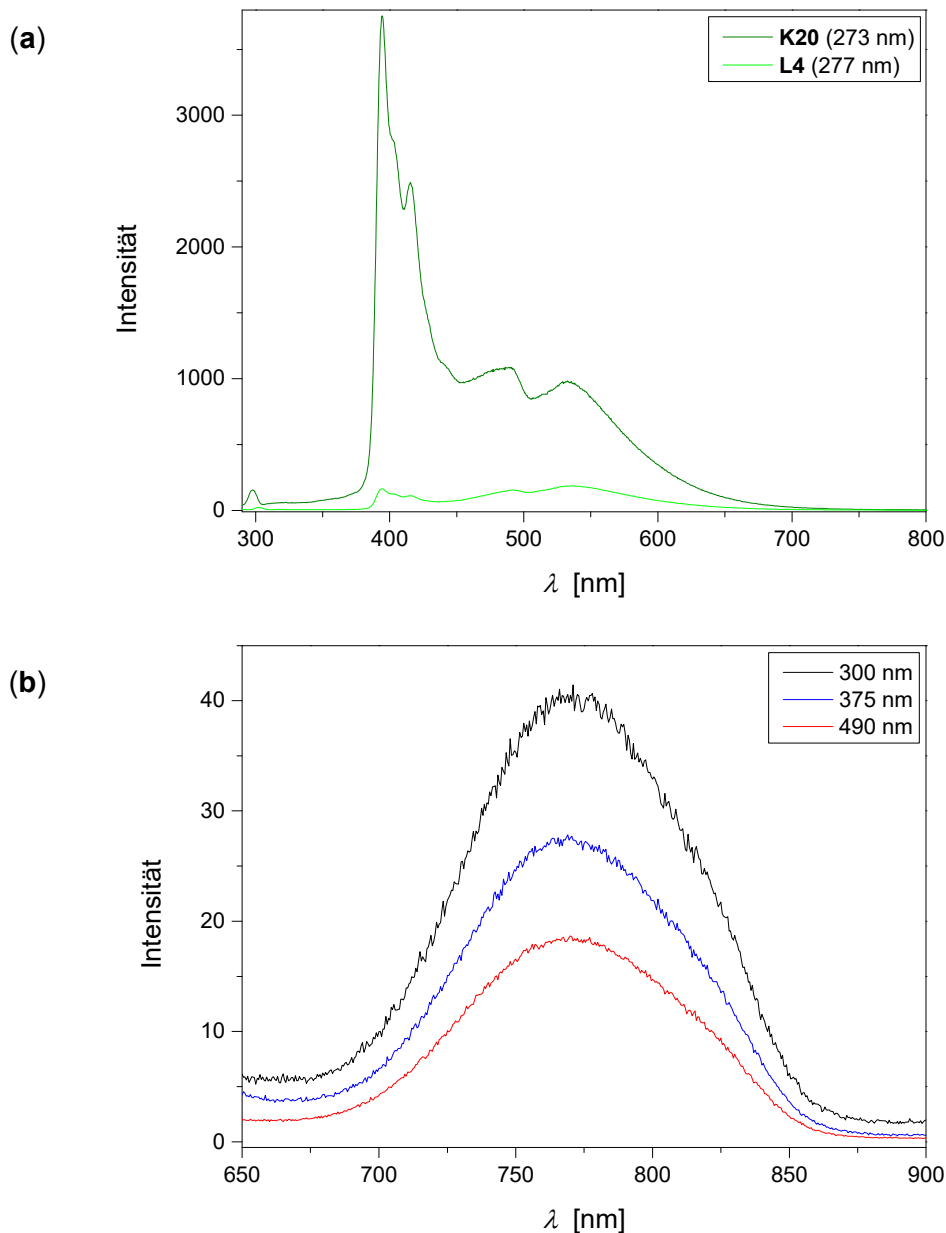 (a)
K20 (273 nm)
L4 (277 nm)
Intensität
3000
2000
1000
0
300 400 500 600 700 800
λ [nm]
(b)
300 nm
375 nm
490 nm
Intensität
40
30
20
10
0
650 700 750 800 850 900
λ [nm]